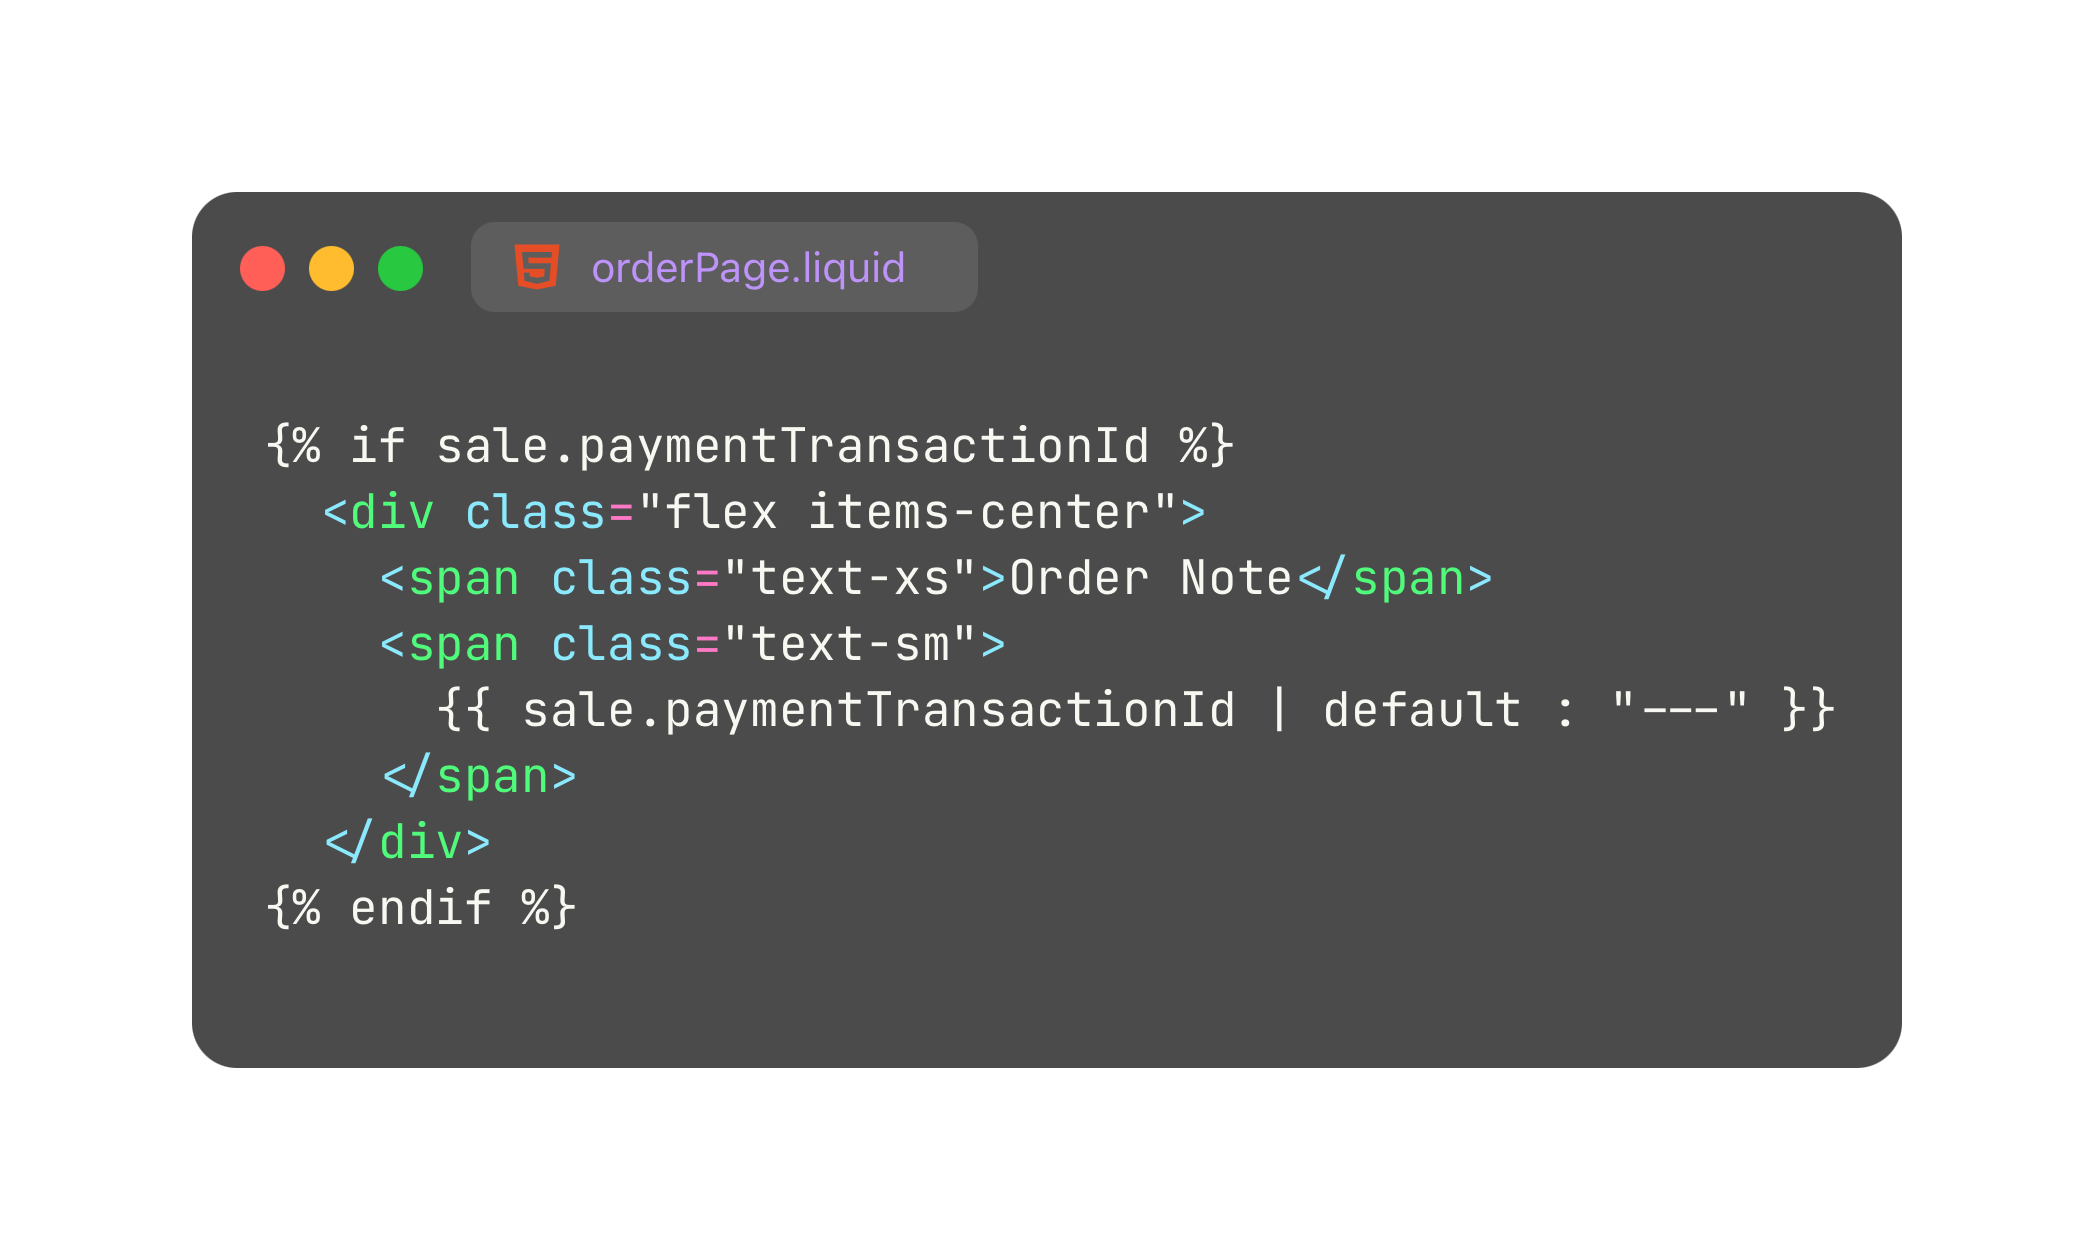 orderPage.liquid
{% if sale.paymentTransactionId %}
<div class="flex items-center">
<span class="text-xs">Order Note</span>
<span class="text-sm">
{{ sale.paymentTransactionId | default : "---" }}
</span>
</div>
{% endif %}